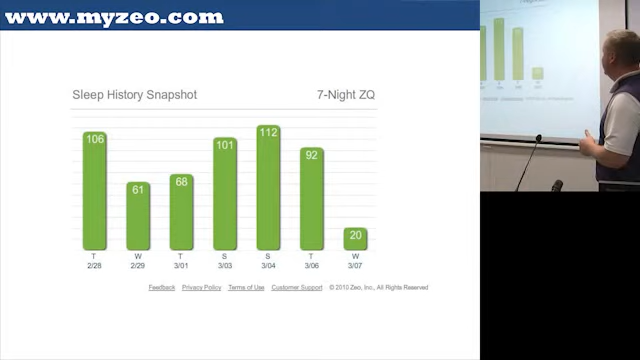 www.myzeo.com
Sleep History Snapshot 7-Night ZQ
106 61 68 101 112 92 20
T W T S S T W
2/28 2/29 3/01 3/03 3/04 3/06 3/07
Feedback Privacy Policy Terms of Use Customer Support © 2010 Zeo, Inc., All Rights Reserved